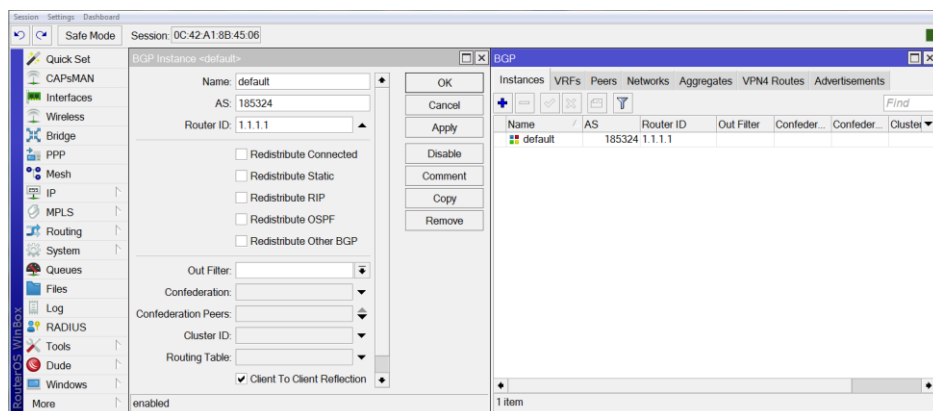 Session Settings Dashboard
Safe Mode Session: 0C:42:A1:8B:45:06
RouterOS WinBox
Quick Set
CAPsMAN
Interfaces
Wireless
Bridge
PPP
Mesh
IP
MPLS
Routing
System
Queues
Files
Log
RADIUS
Tools
Dude
Windows
More
BGP Instance <default>
Name: default
AS: 185324
Router ID: 1.1.1.1
Redistribute Connected
Redistribute Static
Redistribute RIP
Redistribute OSPF
Redistribute Other BGP
Out Filter:
Confederation:
Confederation Peers:
Cluster ID:
Routing Table:
Client To Client Reflection
enabled
OK
Cancel
Apply
Disable
Comment
Copy
Remove
BGP
Instances VRFs Peers Networks Aggregates VPN4 Routes Advertisements
Find
Name / AS Router ID Out Filter Confeder... Confeder... Cluster
default 185324 1.1.1.1
1 item